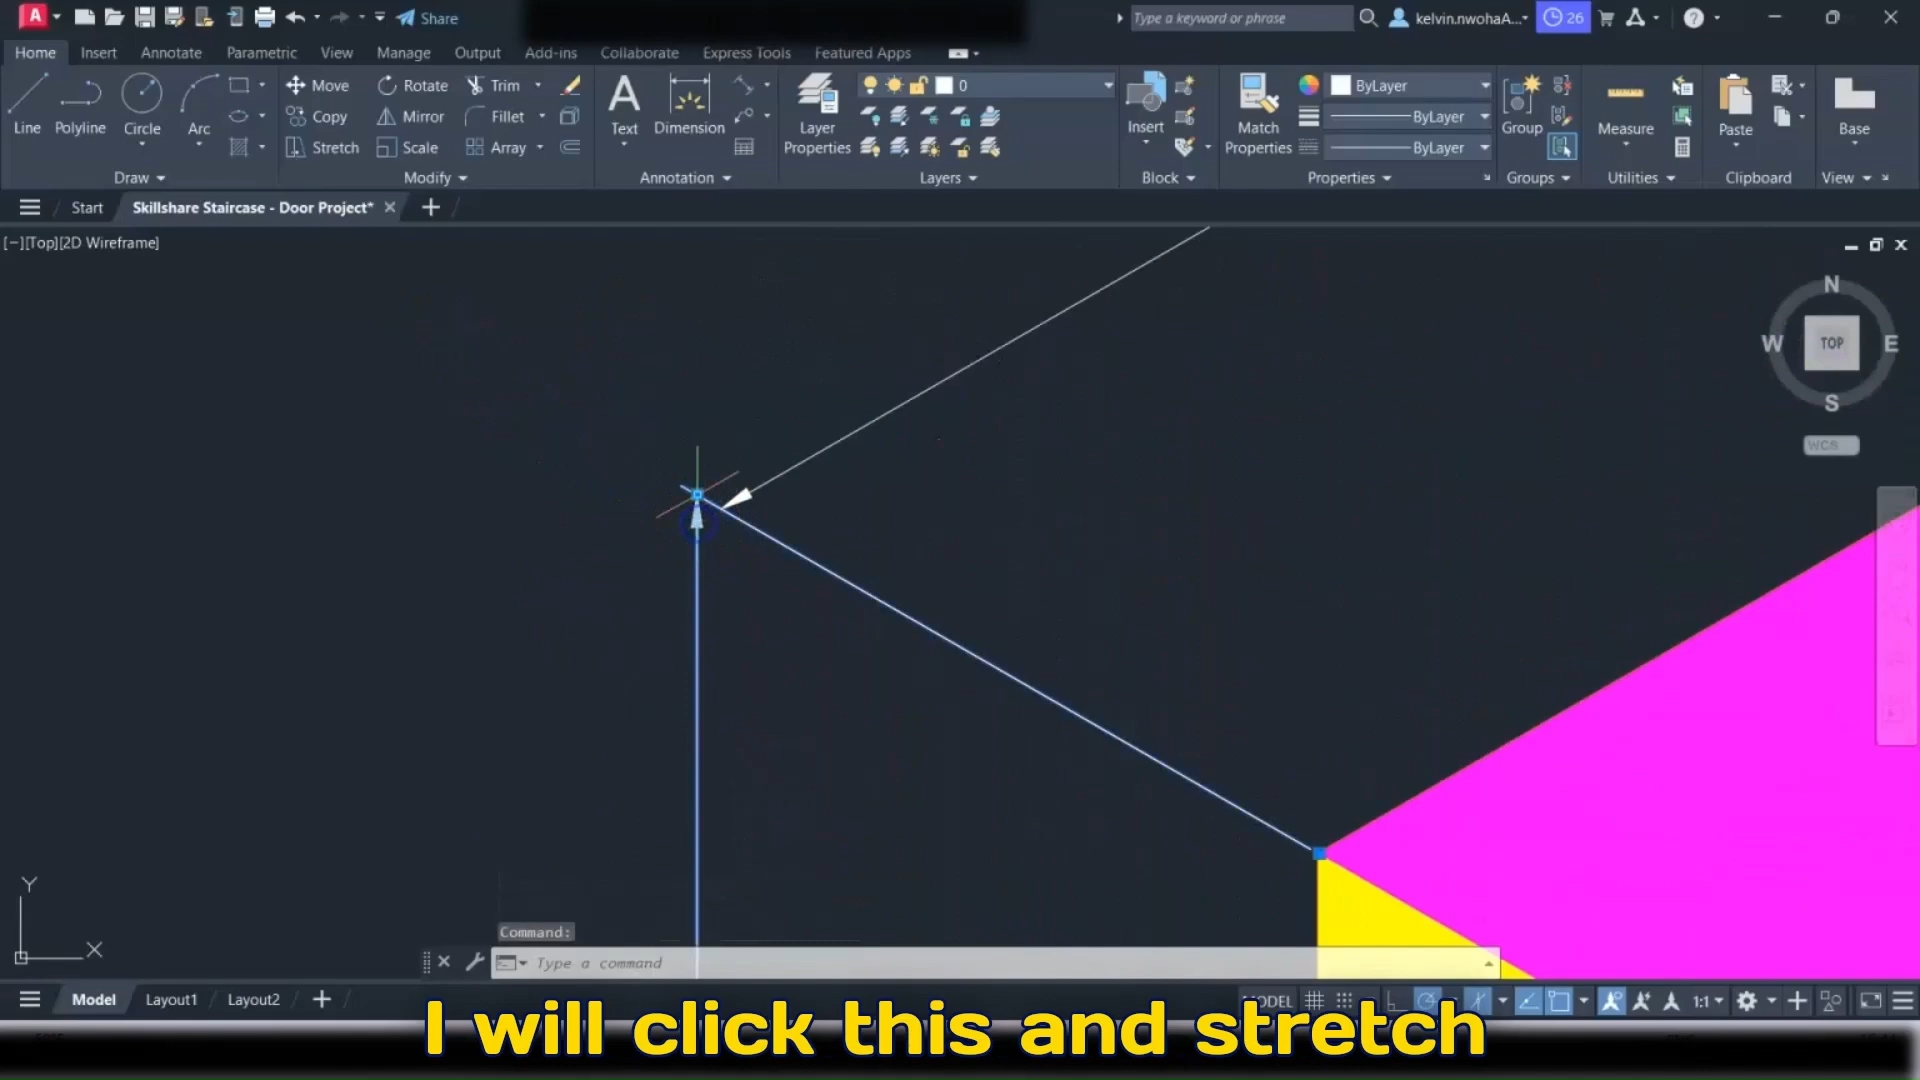 A Share Type a keyword or phrase kelvin.nwohaA... 26
Home Insert Annotate Parametric View Manage Output Add-ins Collaborate Express Tools Featured Apps
Line Polyline Circle Arc
Move Rotate Trim
Copy Mirror Fillet
Stretch Scale Array
Text Dimension
Layer Properties
0
Insert
Match Properties
ByLayer
ByLayer
ByLayer
Group Measure Paste Base
Draw Modify Annotation Layers Block Properties Groups Utilities Clipboard View
Start Skillshare Staircase - Door Project*
[−][Top][2D Wireframe]
N
W TOP E
S
WCS
Y
X
Command:
Type a command
Model Layout1 Layout2 MODEL 1:1
I will click this and stretch